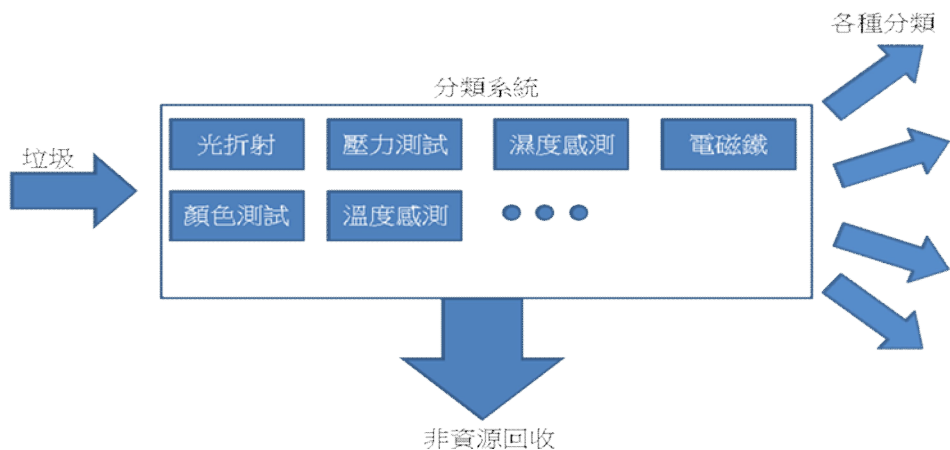 各種分類
分類系統
垃圾
光折射
壓力測試
濕度感測
電磁鐵
顏色測試
溫度感測
非資源回收